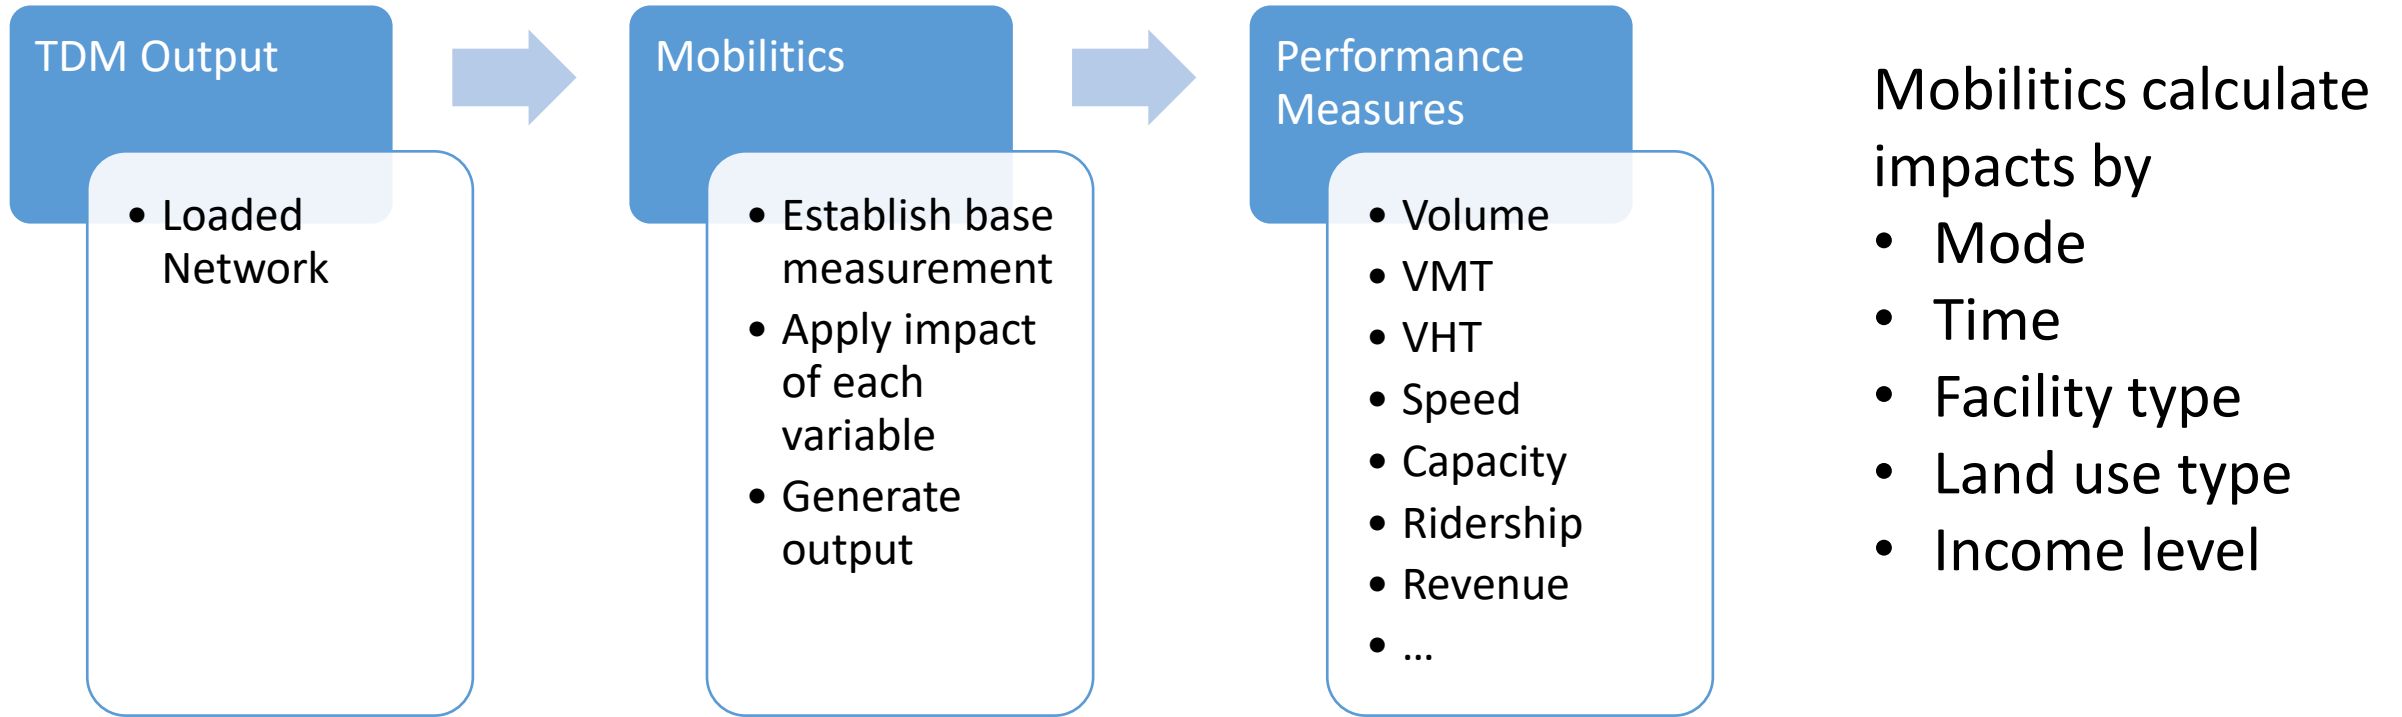 TDM Output
• Loaded
Network
Mobilitics
• Establish base
measurement
• Apply impact
of each
variable
• Generate
output
Performance
Measures
• Volume
• VMT
• VHT
• Speed
• Capacity
• Ridership
• Revenue
• ...
Mobilitics calculate
impacts by
• Mode
• Time
• Facility type
• Land use type
• Income level